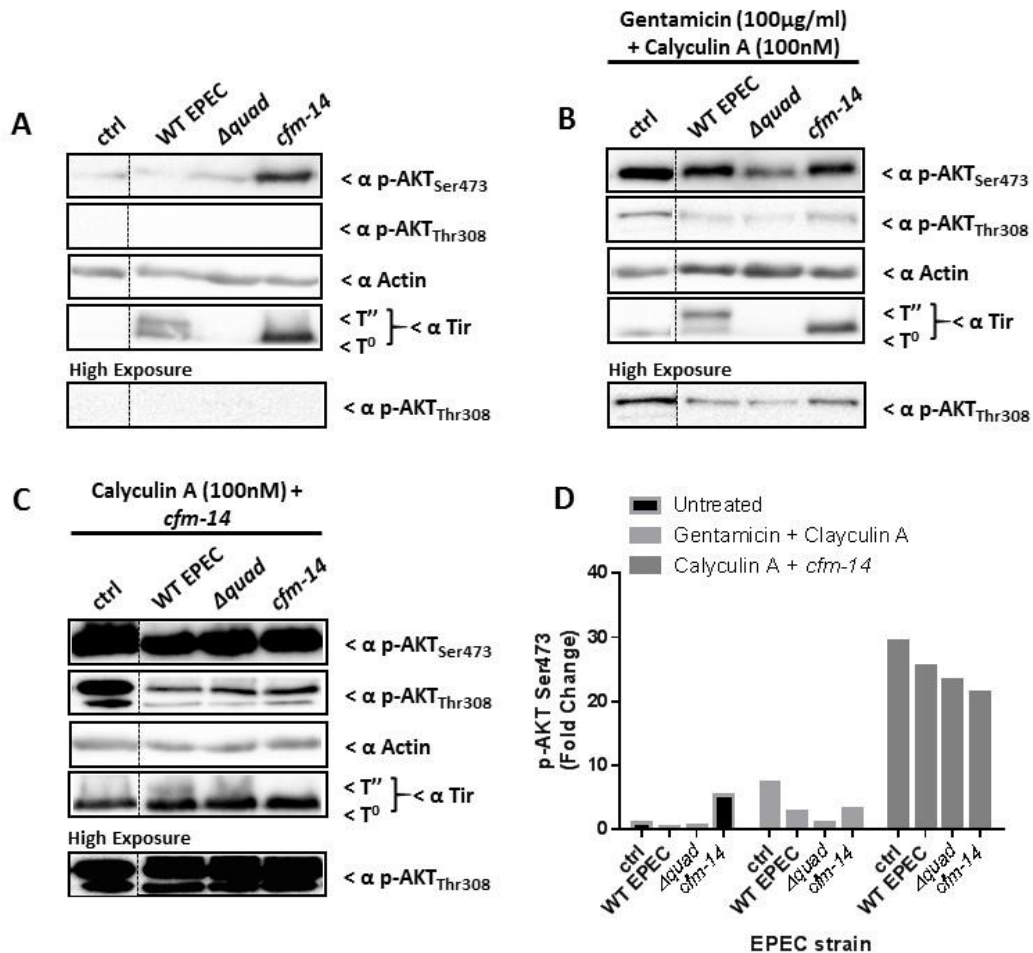 A
ctrl
WT EPEC
Δquad
cfm-14
< α p-AKTSer473
< α p-AKTThr308
< α Actin
< T’’
< α Tir
< T0
High Exposure
< α p-AKTThr308
B
Gentamicin (100μg/ml)
+ Calyculin A (100nM)
ctrl
WT EPEC
Δquad
cfm-14
< α p-AKTSer473
< α p-AKTThr308
< α Actin
< T’’
< α Tir
< T0
High Exposure
< α p-AKTThr308
C
Calyculin A (100nM) +
cfm-14
ctrl
WT EPEC
Δquad
cfm-14
< α p-AKTSer473
< α p-AKTThr308
< α Actin
< T’’
< α Tir
< T0
High Exposure
< α p-AKTThr308
D
Untreated
Gentamicin + Clayculin A
Calyculin A + cfm-14
p-AKT Ser473
(Fold Change)
40
30
20
10
0
ctrl
WT EPEC
Δquad
cfm-14
ctrl
WT EPEC
Δquad
cfm-14
ctrl
WT EPEC
Δquad
cfm-14
EPEC strain